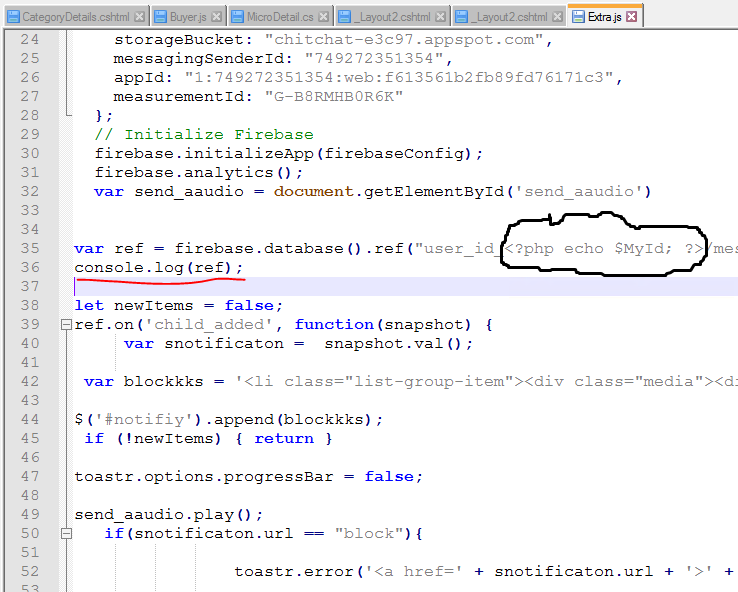 CategoryDetails.cshtml Buyer.js MicroDetail.cs _Layout2.cshtml _Layout2.cshtml Extra.js
24 storageBucket: "chitchat-e3c97.appspot.com",
25 messagingSenderId: "749272351354",
26 appId: "1:749272351354:web:f613561b2fb89fd76171c3",
27 measurementId: "G-B8RMHB0R6K"
28 };
29 // Initialize Firebase
30 firebase.initializeApp(firebaseConfig);
31 firebase.analytics();
32 var send_aaudio = document.getElementById('send_aaudio')
33
34
35 var ref = firebase.database().ref("user_id_<?php echo $MyId; ?>/mes
36 console.log(ref);
37
38 let newItems = false;
39 ref.on('child_added', function(snapshot) {
40 var snotificaton = snapshot.val();
41
42 var blockkks = '<li class="list-group-item"><div class="media"><di
43
44 $('#notifiy').append(blockkks);
45 if (!newItems) { return }
46
47 toastr.options.progressBar = false;
48
49 send_aaudio.play();
50 if(snotificaton.url == "block"){
51
52 toastr.error('<a href=' + snotificaton.url + '>' +
53